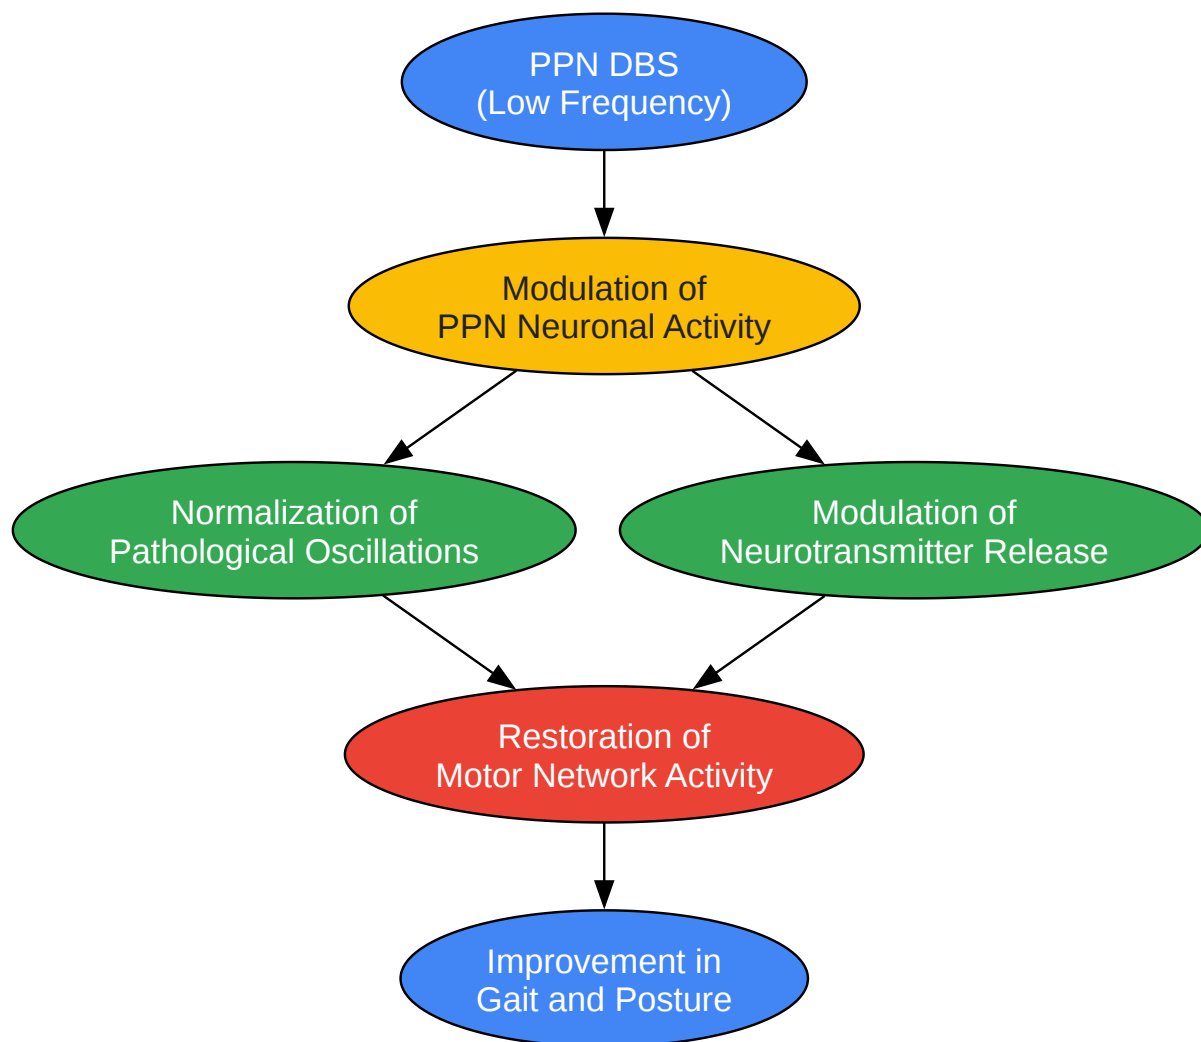 PPN DBS
(Low Frequency)
Modulation of
PPN Neuronal Activity
Normalization of
Pathological Oscillations
Modulation of
Neurotransmitter Release
Restoration of
Motor Network Activity
Improvement in
Gait and Posture